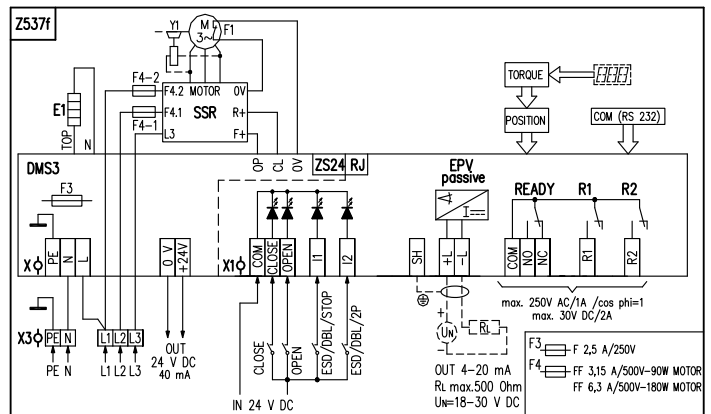 Z537f
Y1
M
3~
F1
F4-2
F4.2 MOTOR 0V
F4.1
R+
SSR
F4-1
L3
F+
E1
TOP
N
OP
CL
OV
TORQUE
POSITION
COM (RS 232)
DMS3
F3
ZS24 RJ
EPV
passive
I
READY R1 R2
X
PE
N
L
0 V
+24V
X1
COM
CLOSE
OPEN
I1
I2
SH
+L
-L
COM
NO
NC
R1
R2
max. 250V AC/1A /cos phi=1
max. 30V DC/2A
X3
PE N
L1 L2 L3
PE N
L1 L2 L3
OUT
24 V DC
40 mA
CLOSE
OPEN
ESD/DBL/STOP
ESD/DBL/2P
IN 24 V DC
+
UN
-
RL
OUT 4-20 mA
RL max.500 Ohm
UN=18-30 V DC
F3 F 2,5 A/250V
F4 FF 3,15 A/500V-90W MOTOR
FF 6,3 A/500V-180W MOTOR